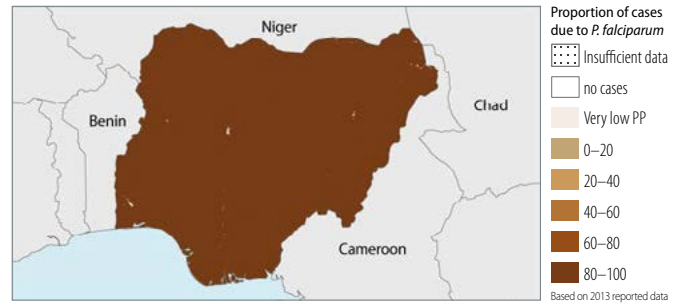 Niger
Benin
Chad
Cameroon
Proportion of cases
due to P. falciparum
Insufficient data
no cases
Very low PP
0–20
20–40
40–60
60–80
80–100
Based on 2013 reported data